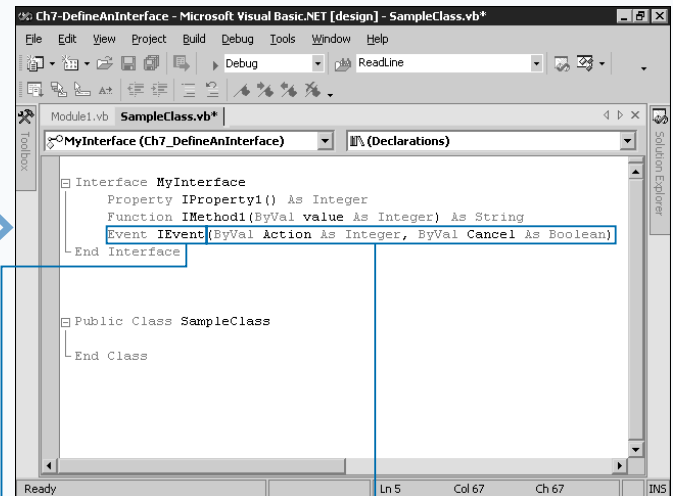 Ch7-DefineAnInterface - Microsoft Visual Basic.NET [design] - SampleClass.vb*
File Edit View Project Build Debug Tools Window Help
Debug ReadLine
Module1.vb SampleClass.vb*
Toolbox
MyInterface (Ch7_DefineAnInterface) (Declarations)
Solution Explorer
Interface MyInterface
Property IProperty1() As Integer
Function IMethod1(ByVal value As Integer) As String
Event IEvent(ByVal Action As Integer, ByVal Cancel As Boolean)
End Interface
Public Class SampleClass
End Class
Ready Ln 5 Col 67 Ch 67 INS